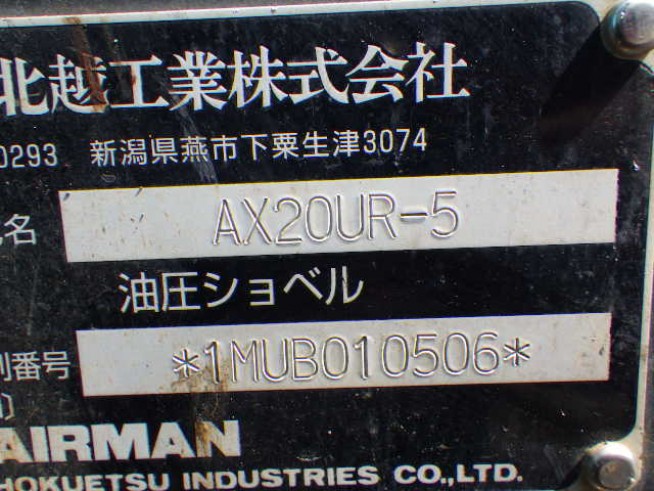 北越工業株式会社
0293 新潟県燕市下粟生津3074
名 AX20UR-5
油圧ショベル
番号 *1MUB010506*
AIRMAN
HOKUETSU INDUSTRIES CO.,LTD.